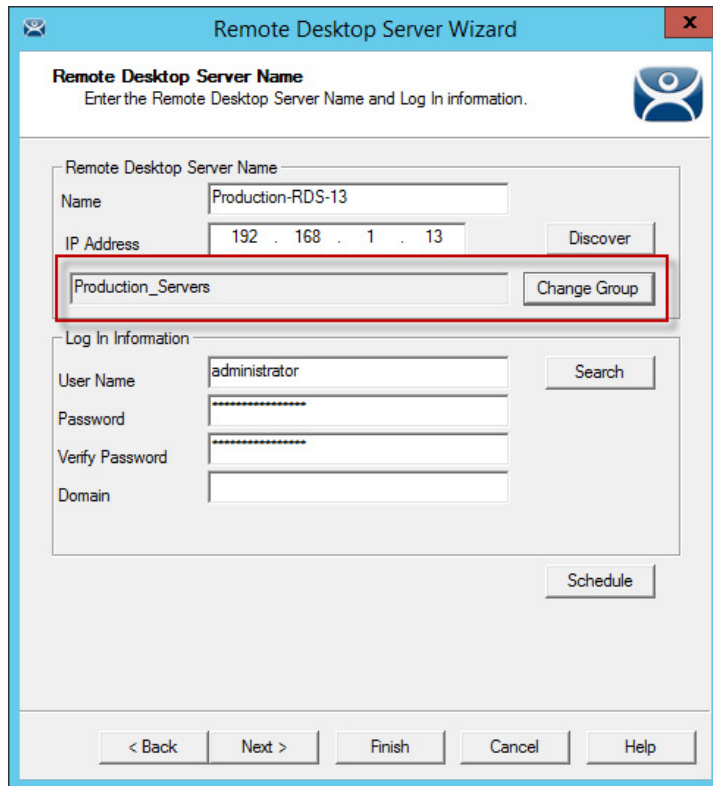 Remote Desktop Server Wizard
x
Remote Desktop Server Name
Enter the Remote Desktop Server Name and Log In information.
Remote Desktop Server Name
Name Production-RDS-13
IP Address 192 . 168 . 1 . 13 Discover
Production_Servers Change Group
Log In Information
User Name administrator Search
Password ****************
Verify Password ****************
Domain
Schedule
< Back Next > Finish Cancel Help